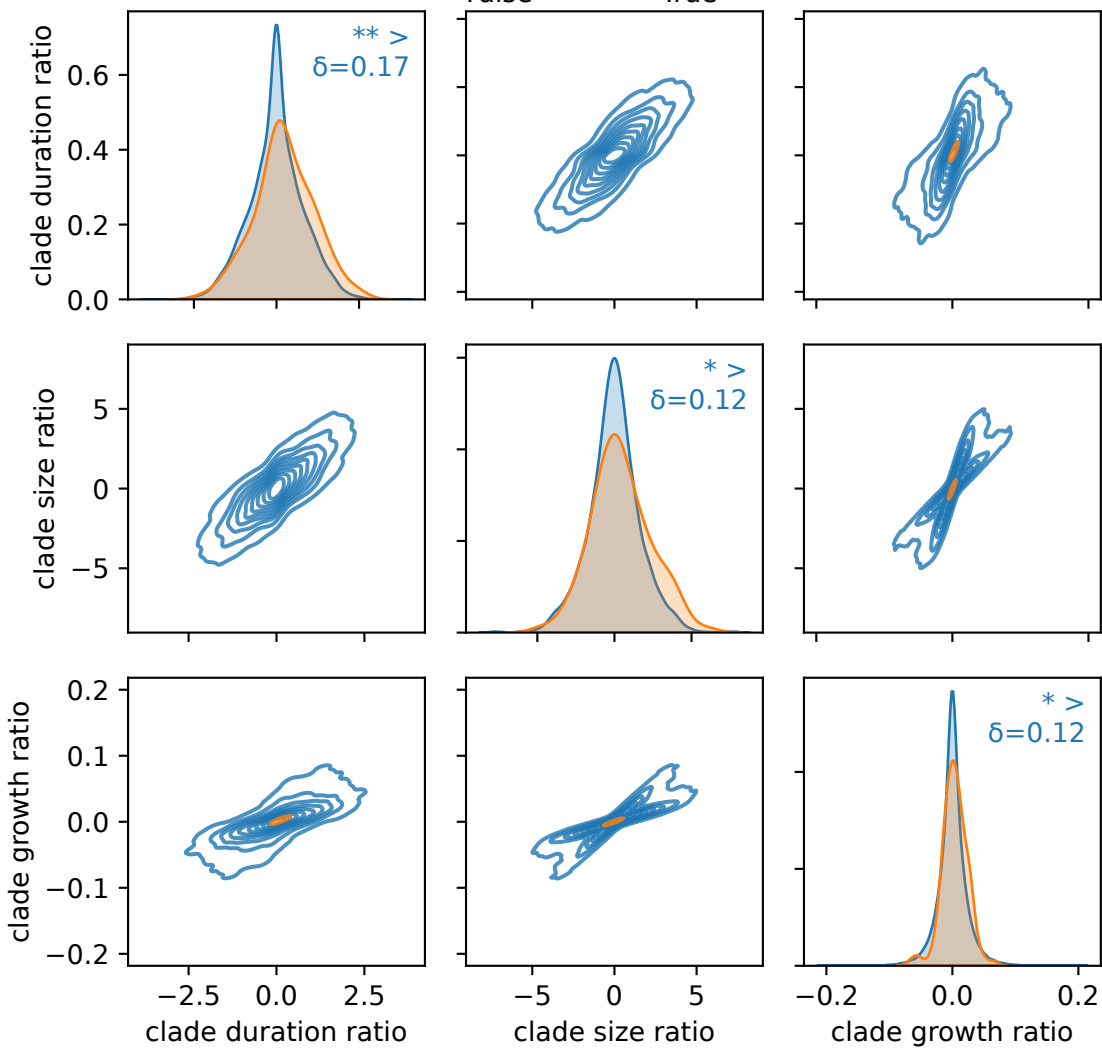 False True
clade duration ratio
0.6
0.4
0.2
0.0
** >
δ=0.17
clade size ratio
5
0
−5
* >
δ=0.12
clade growth ratio
0.2
0.1
0.0
−0.1
−0.2
* >
δ=0.12
−2.5 0.0 2.5
−5 0 5
−0.2 0.0 0.2
clade duration ratio
clade size ratio
clade growth ratio